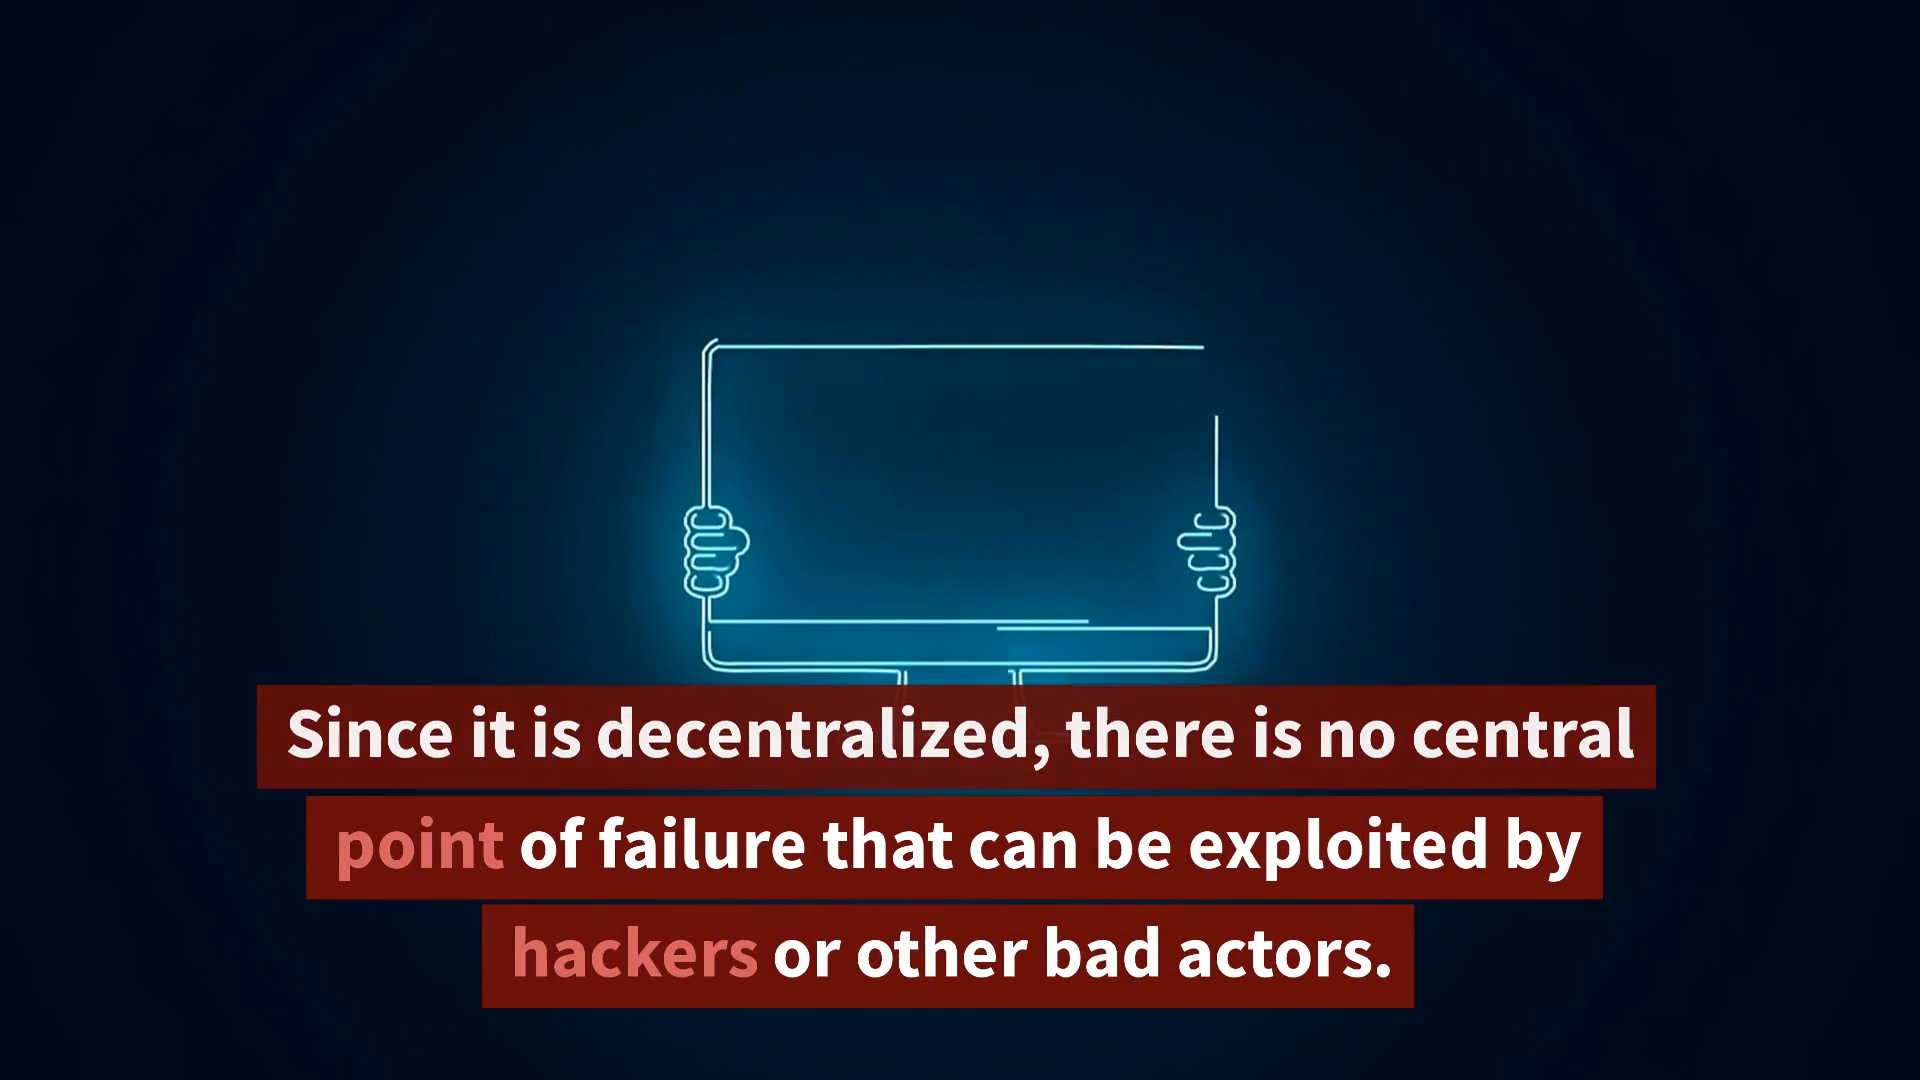 Since it is decentralized, there is no central
point of failure that can be exploited by
hackers or other bad actors.